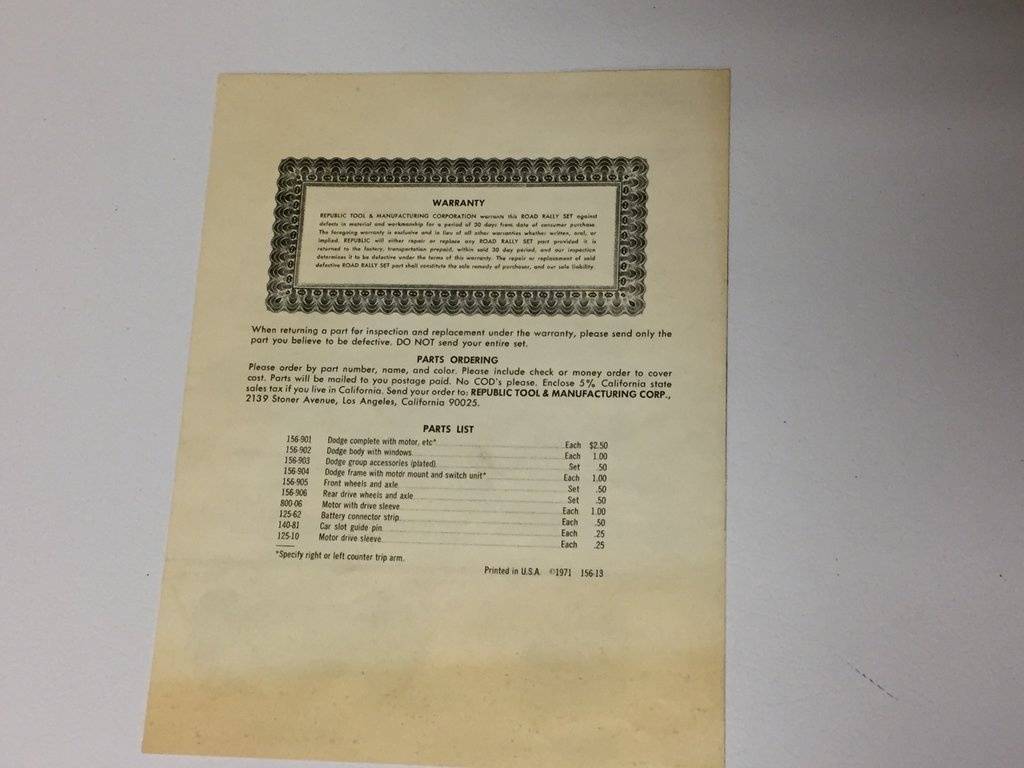 WARRANTY
REPUBLIC TOOL & MANUFACTURING CORPORATION warrants this ROAD RALLY SET against
defects in material and workmanship for a period of 30 days from date of consumer purchase.
The foregoing warranty is exclusive and in lieu of all other warranties whether written, oral, or
implied. REPUBLIC will either repair or replace any ROAD RALLY SET part provided it is
returned to the factory, transportation prepaid, within said 30 day period, and our inspection
determines it to be defective under the terms of this warranty. The repair or replacement of said
defective ROAD RALLY SET part shall constitute the sole remedy of purchaser, and our sole liability.
When returning a part for inspection and replacement under the warranty, please send only the
part you believe to be defective. DO NOT send your entire set.
PARTS ORDERING
Please order by part number, name, and color. Please include check or money order to cover
cost. Parts will be mailed to you postage paid. No COD's please. Enclose 5% California state
sales tax if you live in California. Send your order to: REPUBLIC TOOL & MANUFACTURING CORP.,
2139 Stoner Avenue, Los Angeles, California 90025.
PARTS LIST
156-901 Dodge complete with motor, etc* Each $2.50
156-902 Dodge body with windows Each 1.00
156-903 Dodge group accessories (plated) Set .50
156-904 Dodge frame with motor mount and switch unit* Each 1.00
156-905 Front wheels and axle Set .50
156-906 Rear drive wheels and axle Set .50
800-06 Motor with drive sleeve Each 1.00
125-62 Battery connector strip Each .50
140-81 Car slot guide pin Each .25
125-10 Motor drive sleeve Each .25
*Specify right or left counter trip arm.
Printed in U.S.A. ©1971 156-13